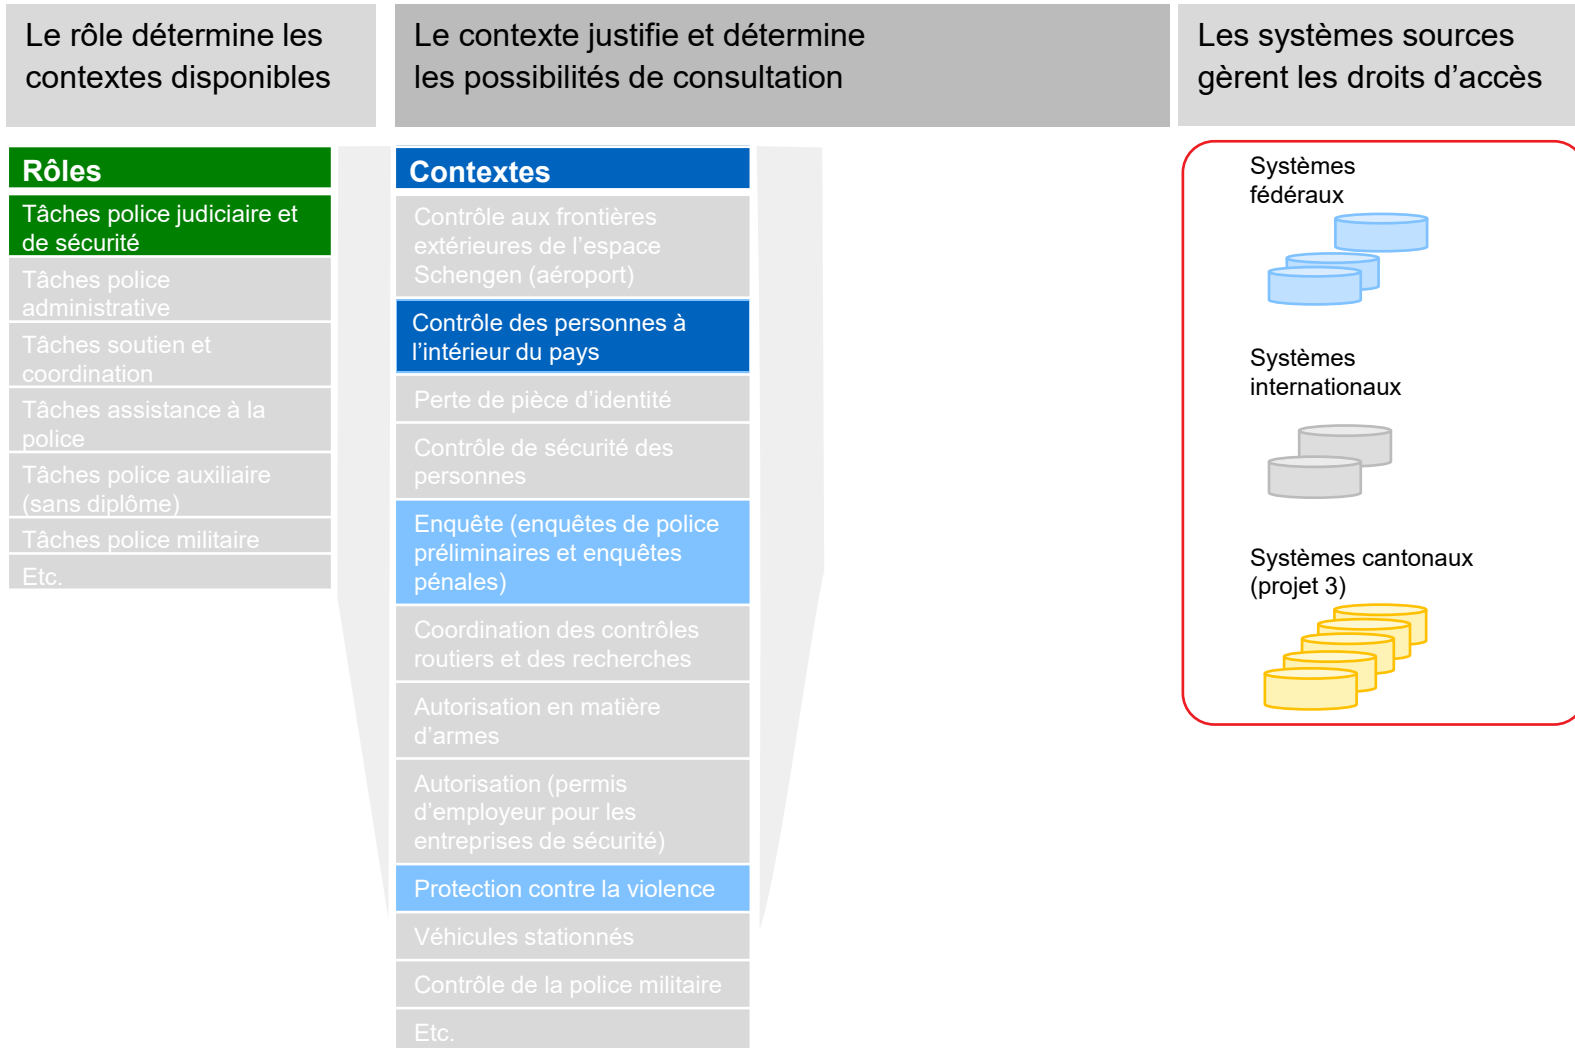 Le rôle détermine les
contextes disponibles
Le contexte justifie et détermine
les possibilités de consultation
Les systèmes sources
gèrent les droits d’accès
Rôles
Tâches police judiciaire et
de sécurité
Tâches police
administrative
Tâches soutien et
coordination
Tâches assistance à la
police
Tâches police auxiliaire
(sans diplôme)
Tâches police militaire
Etc.
Contextes
Contrôle aux frontières
extérieures de l’espace
Schengen (aéroport)
Contrôle des personnes à
l’intérieur du pays
Perte de pièce d’identité
Contrôle de sécurité des
personnes
Enquête (enquêtes de police
préliminaires et enquêtes
pénales)
Coordination des contrôles
routiers et des recherches
Autorisation en matière
d’armes
Autorisation (permis
d’employeur pour les
entreprises de sécurité)
Protection contre la violence
Véhicules stationnés
Contrôle de la police militaire
Etc.
Systèmes
fédéraux
Systèmes
internationaux
Systèmes cantonaux
(projet 3)